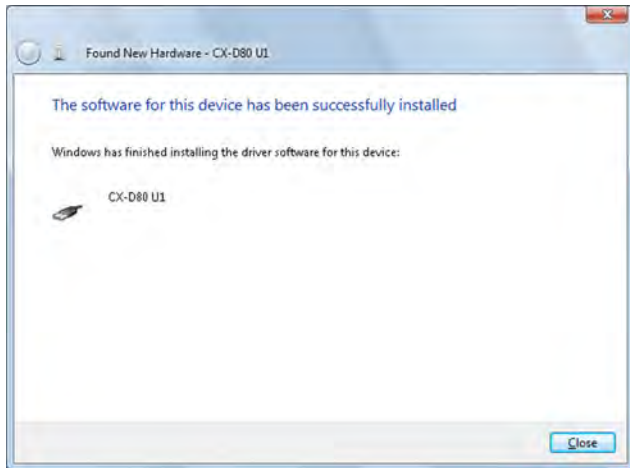 Found New Hardware - CX-D80 U1
The software for this device has been successfully installed
Windows has finished installing the driver software for this device:
CX-D80 U1
Close